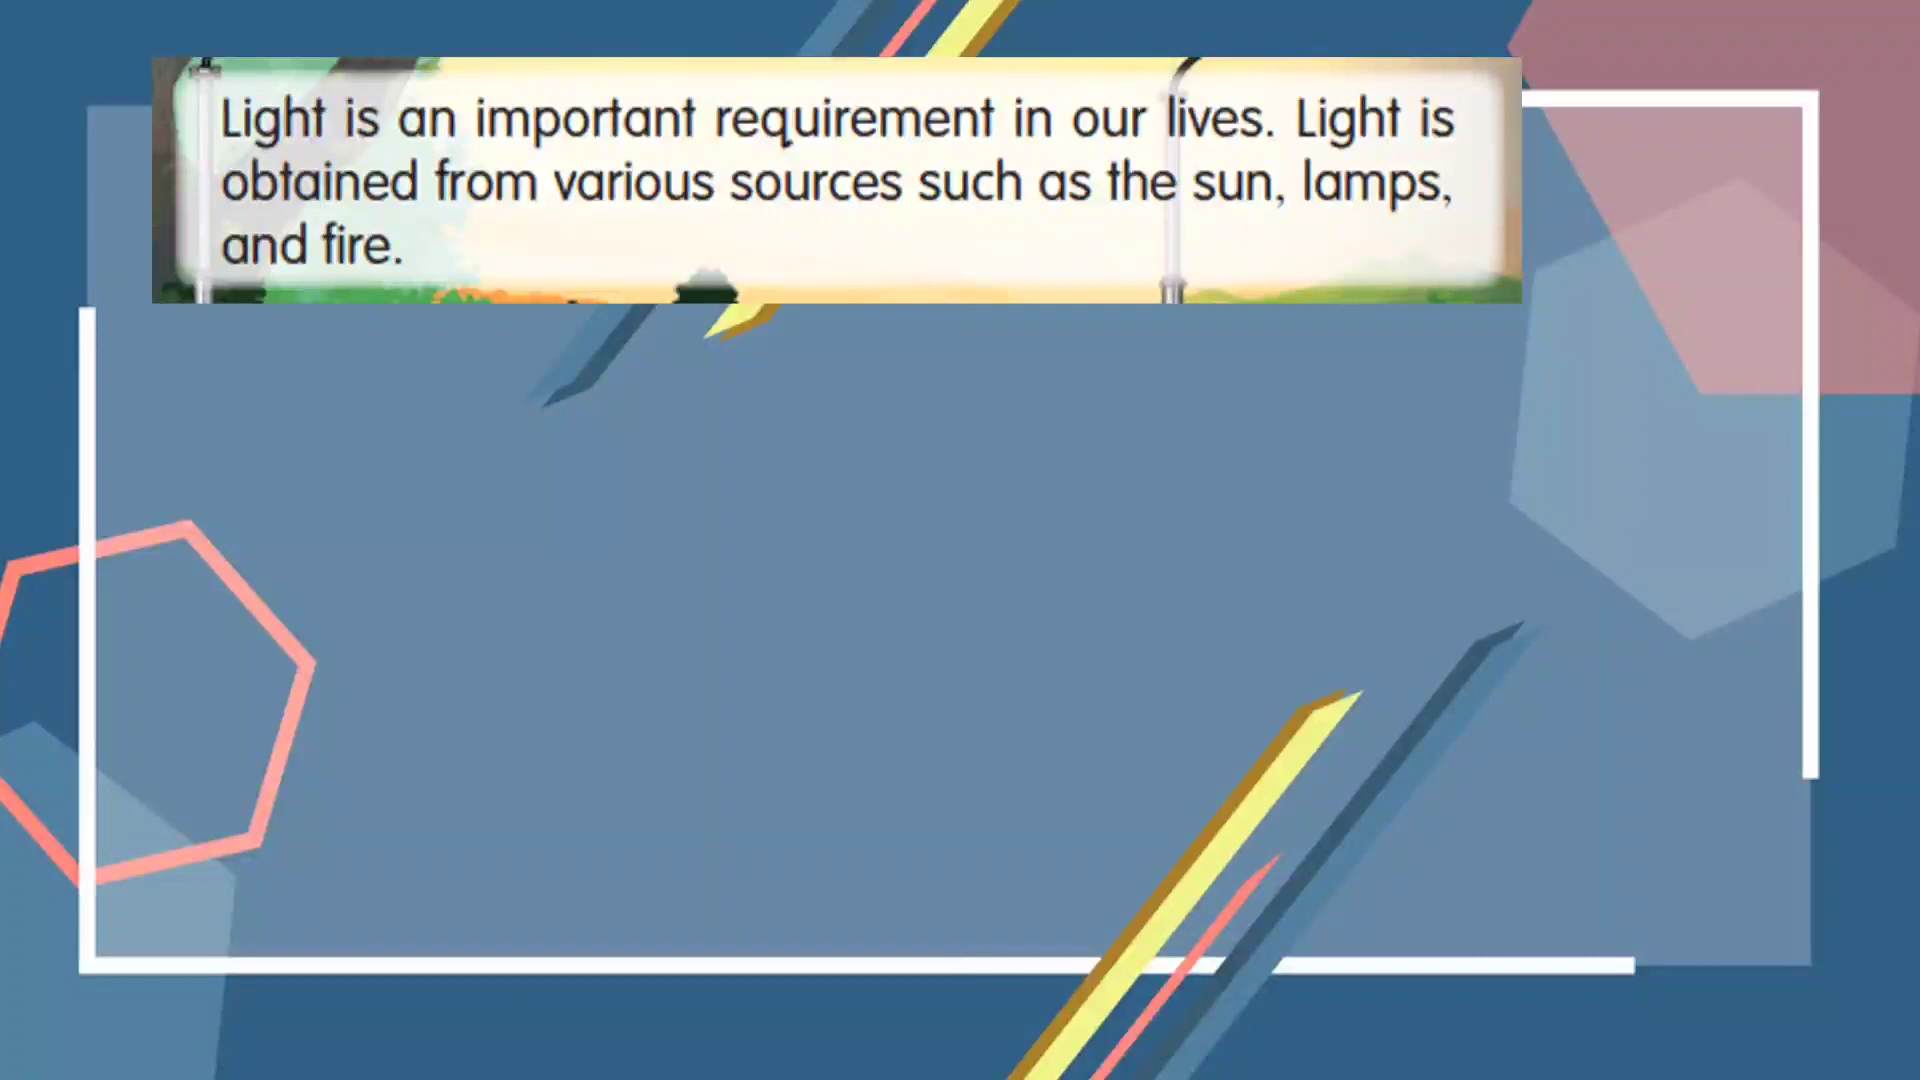 Light is an important requirement in our lives. Light is
obtained from various sources such as the sun, lamps,
and fire.